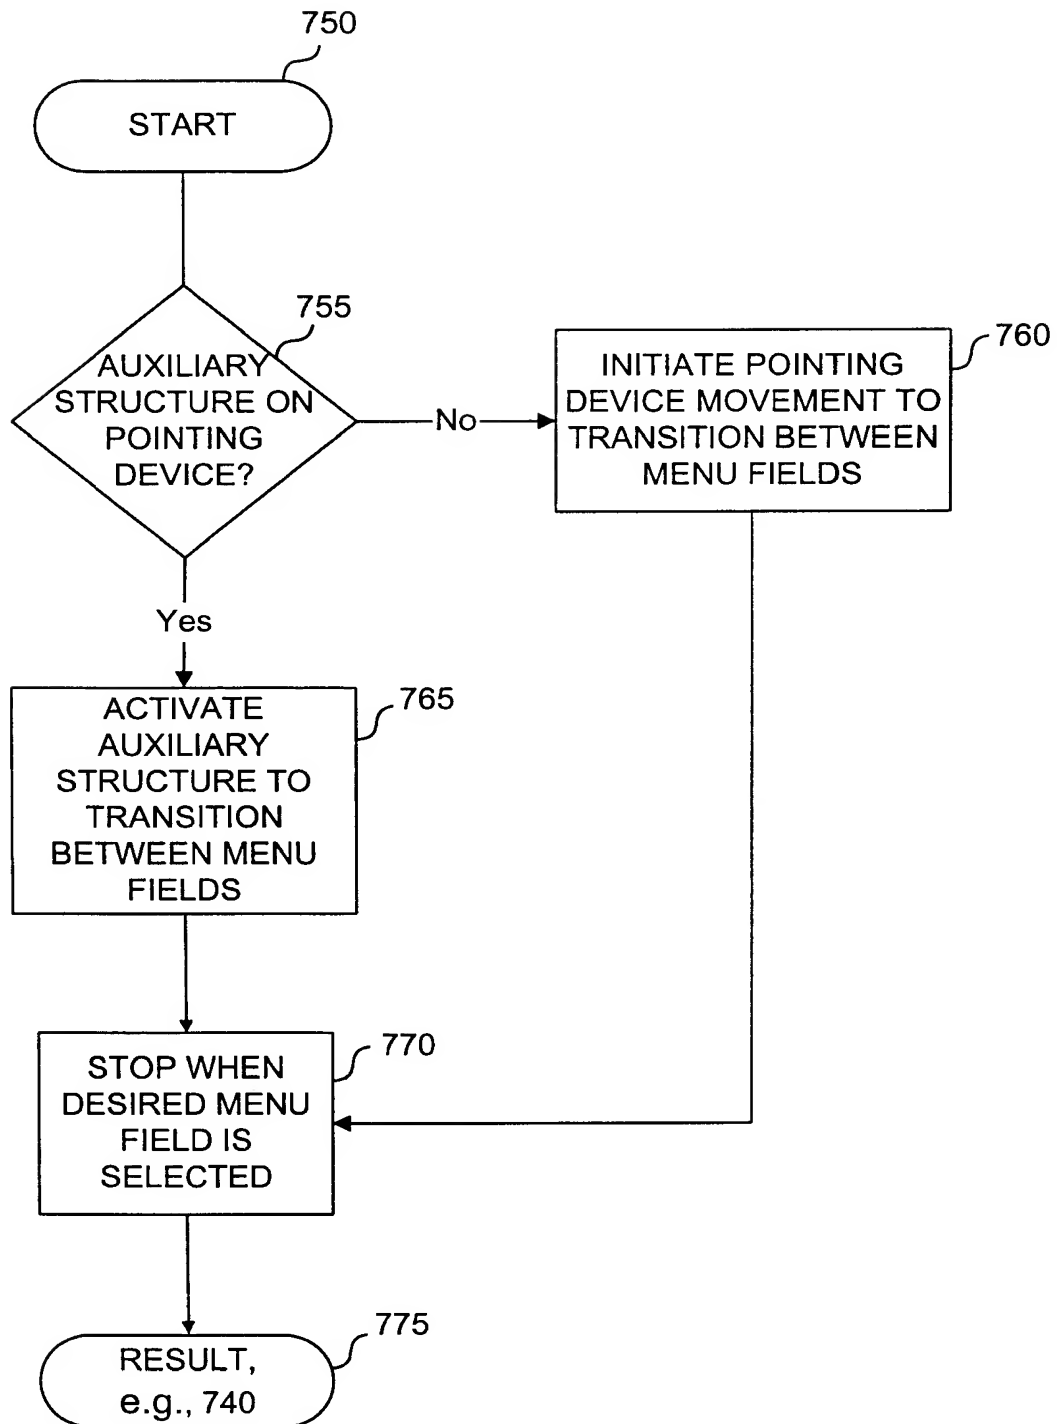 750
START
755
AUXILIARY
STRUCTURE ON
POINTING
DEVICE?
No
760
INITIATE POINTING
DEVICE MOVEMENT TO
TRANSITION BETWEEN
MENU FIELDS
Yes
765
ACTIVATE
AUXILIARY
STRUCTURE TO
TRANSITION
BETWEEN MENU
FIELDS
770
STOP WHEN
DESIRED MENU
FIELD IS
SELECTED
775
RESULT,
e.g., 740